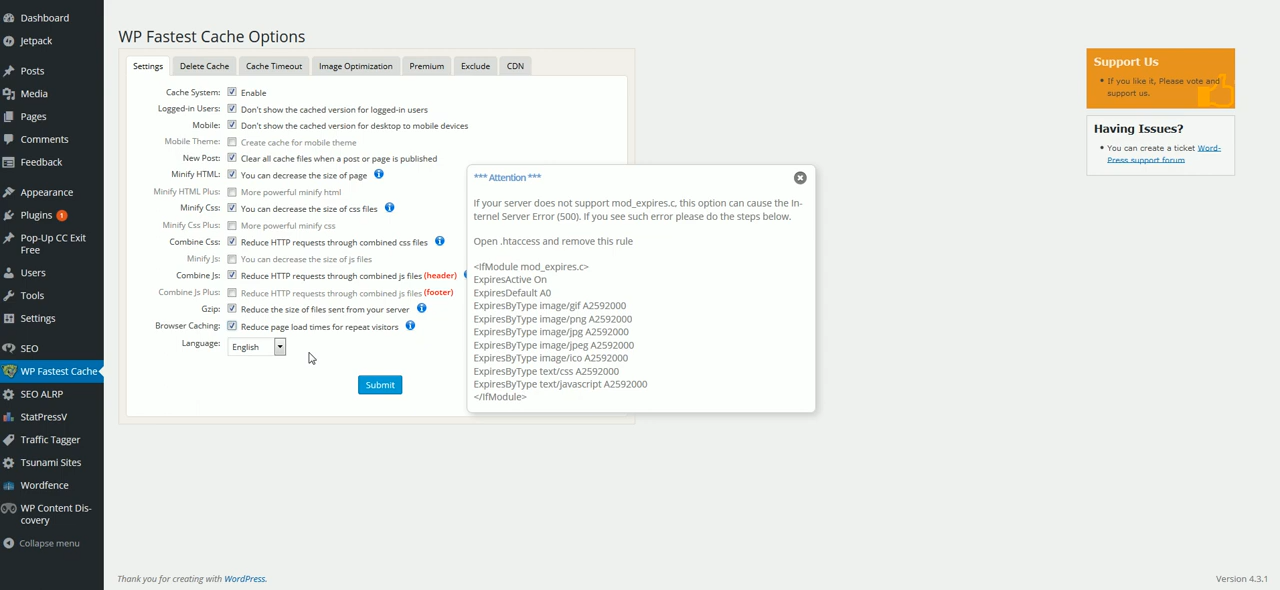 Dashboard
Jetpack
Posts
Media
Pages
Comments
Feedback
Appearance
Plugins 1
Pop-Up CC Exit
Free
Users
Tools
Settings
SEO
WP Fastest Cache
SEO ALRP
StatPressV
Traffic Tagger
Tsunami Sites
Wordfence
WP Content Dis-
covery
Collapse menu
WP Fastest Cache Options
Settings Delete Cache Cache Timeout Image Optimization Premium Exclude CDN
Cache System: Enable
Logged-in Users: Don't show the cached version for logged-in users
Mobile: Don't show the cached version for desktop to mobile devices
Mobile Theme: Create cache for mobile theme
New Post: Clear all cache files when a post or page is published
Minify HTML: You can decrease the size of page
Minify HTML Plus: More powerful minify html
Minify Css: You can decrease the size of css files
Minify Css Plus: More powerful minify css
Combine Css: Reduce HTTP requests through combined css files
Minify Js: You can decrease the size of js files
Combine Js: Reduce HTTP requests through combined js files (header)
Combine Js Plus: Reduce HTTP requests through combined js files (footer)
Gzip: Reduce the size of files sent from your server
Browser Caching: Reduce page load times for repeat visitors
Language: English
Submit
*** Attention ***
If your server does not support mod_expires.c, this option can cause the In-
ternel Server Error (500). If you see such error please do the steps below.
Open .htaccess and remove this rule
<IfModule mod_expires.c>
ExpiresActive On
ExpiresDefault A0
ExpiresByType image/gif A2592000
ExpiresByType image/png A2592000
ExpiresByType image/jpg A2592000
ExpiresByType image/jpeg A2592000
ExpiresByType image/ico A2592000
ExpiresByType text/css A2592000
ExpiresByType text/javascript A2592000
</IfModule>
Support Us
If you like it, Please vote and
support us.
Having Issues?
You can create a ticket Word-
Press support forum
Thank you for creating with WordPress.
Version 4.3.1